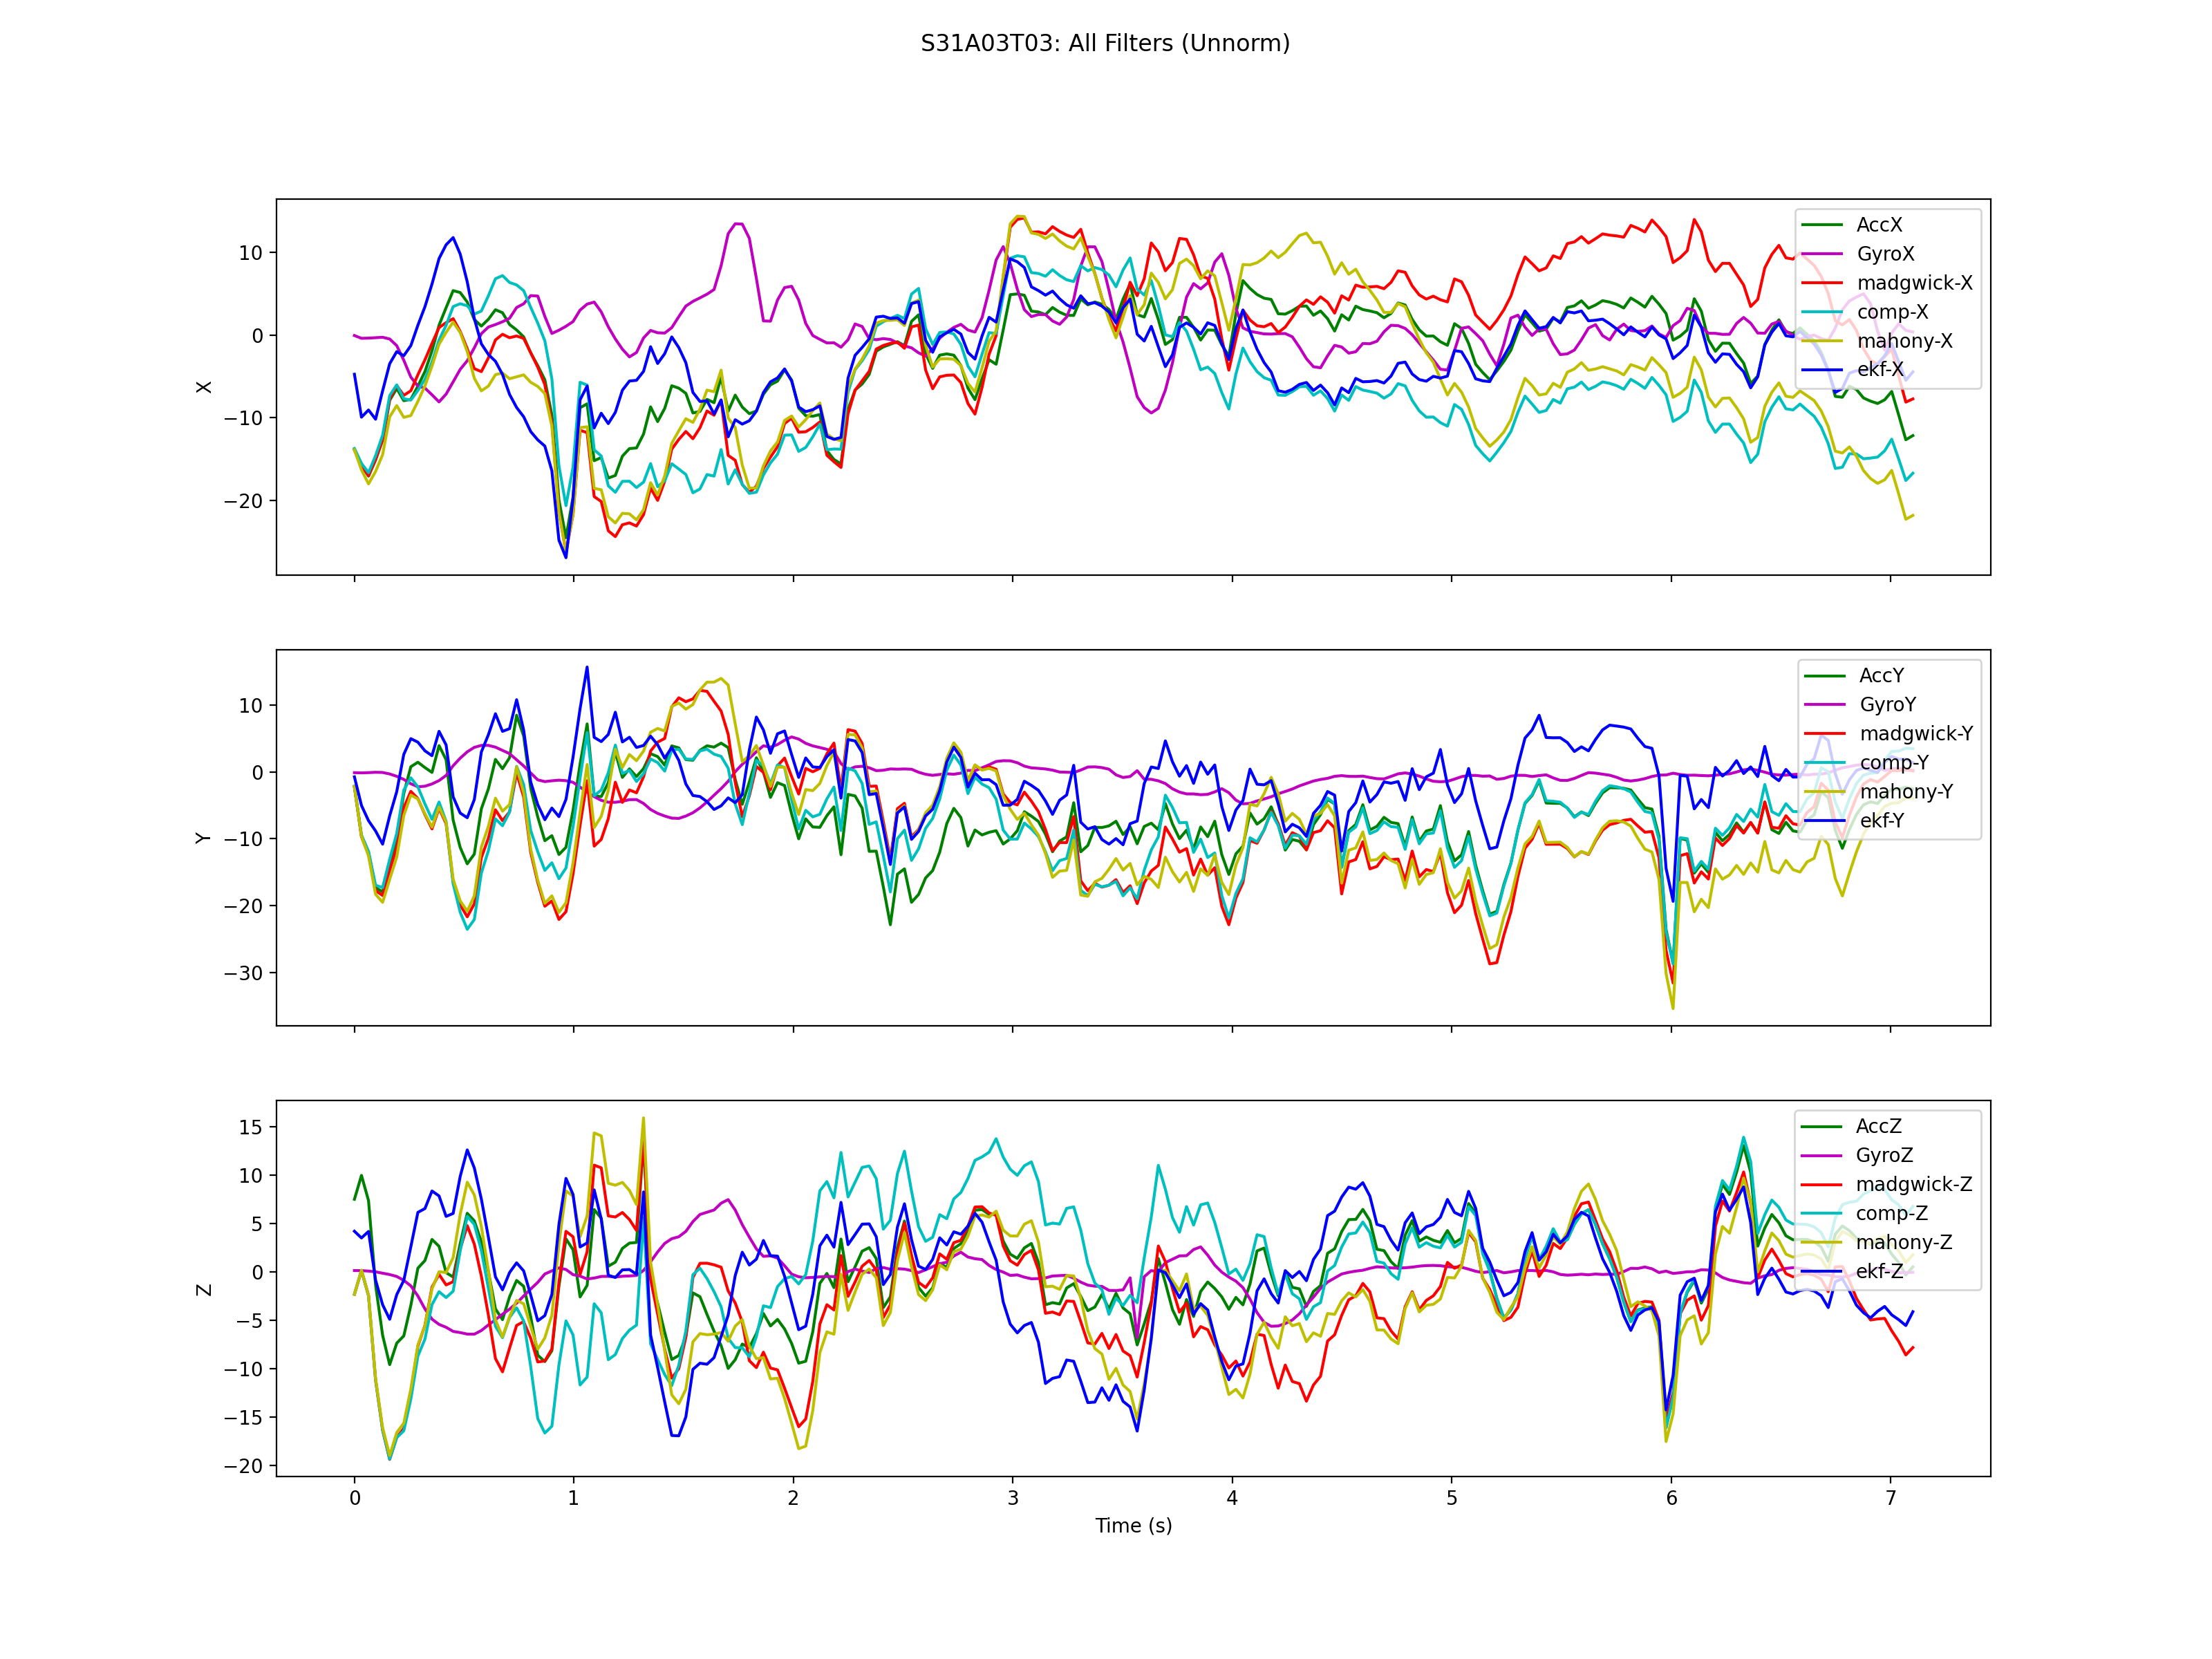 S31A03T03: All Filters (Unnorm)
10
0
−10
−20
X
AccX
GyroX
madgwick-X
comp-X
mahony-X
ekf-X
10
0
−10
−20
−30
Y
AccY
GyroY
madgwick-Y
comp-Y
mahony-Y
ekf-Y
15
10
5
0
−5
−10
−15
−20
Z
AccZ
GyroZ
madgwick-Z
comp-Z
mahony-Z
ekf-Z
0 1 2 3 4 5 6 7
Time (s)